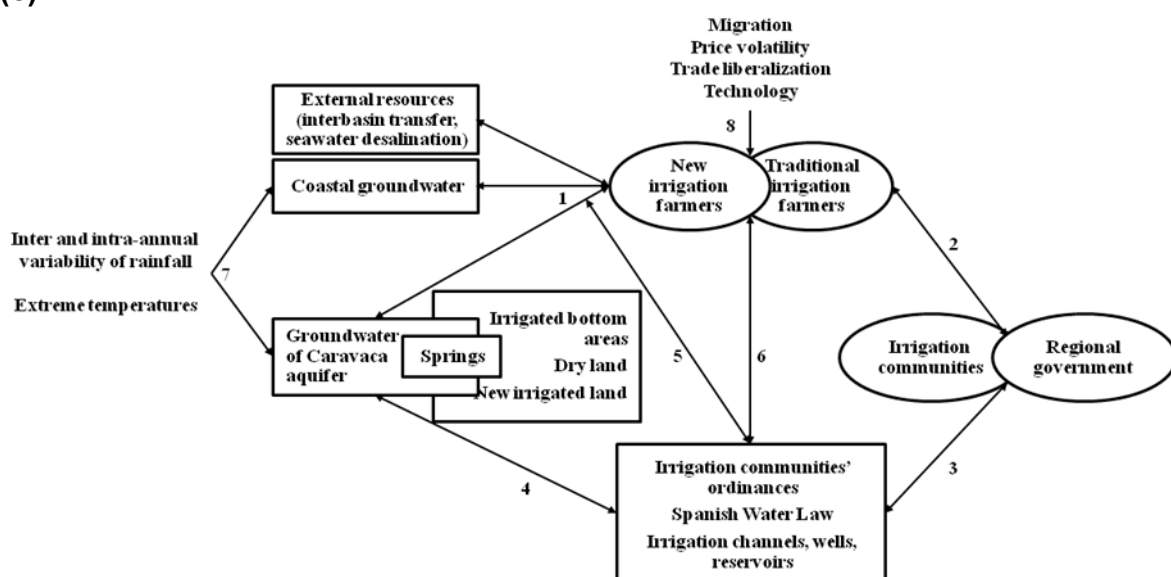 Migration
Price volatility
Trade liberalization
Technology
8
External resources
(interbasin transfer,
seawater desalination)
Coastal groundwater
New
irrigation
farmers
Traditional
irrigation
farmers
1
2
Inter and intra-annual
variability of rainfall
7
Extreme temperatures
Groundwater
of Caravaca
aquifer
Springs
Irrigated bottom
areas
Dry land
New irrigated land
5
6
Irrigation
communities
Regional
government
4
3
Irrigation communities'
ordinances
Spanish Water Law
Irrigation channels, wells,
reservoirs